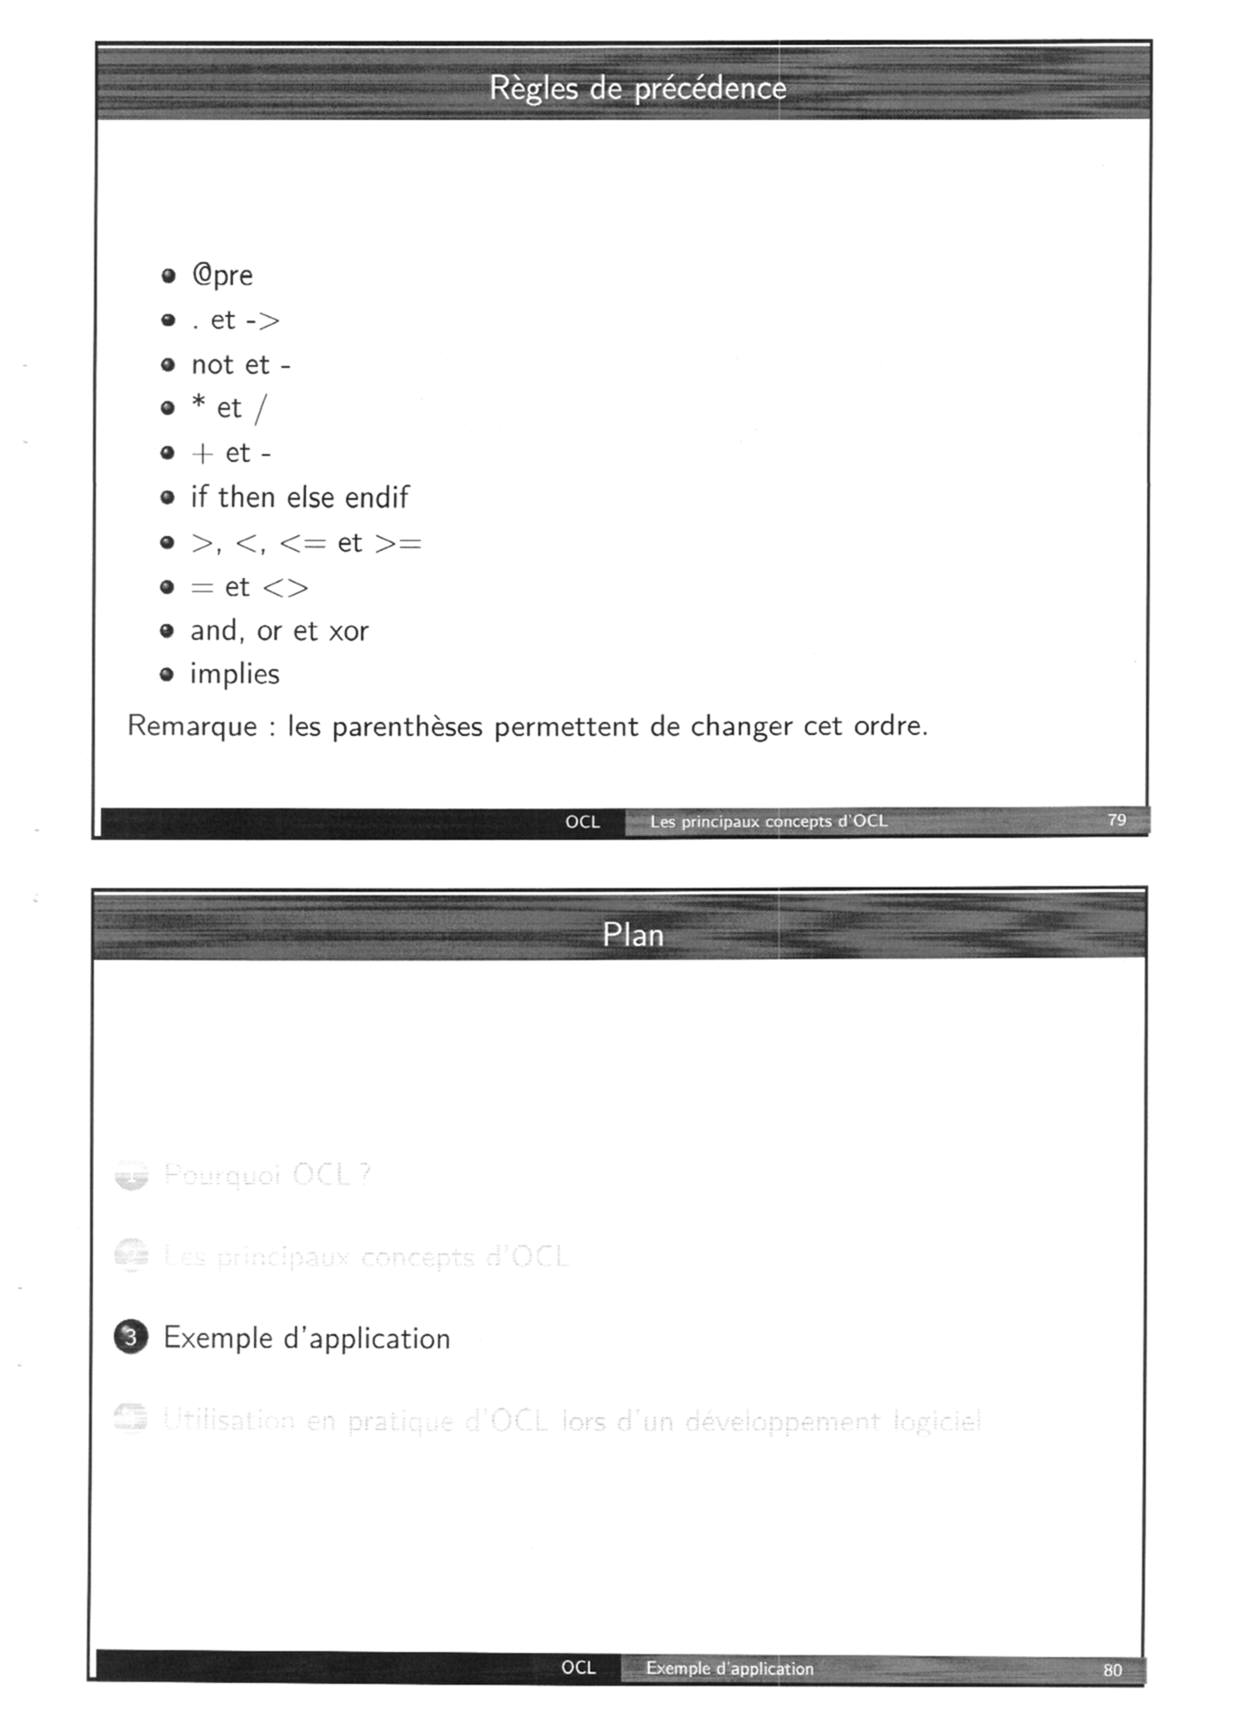 Règles de précédence
@pre
. et ->
not et -
* et /
+ et -
if then else endif
>, <, <= et >=
= et <>
and, or et xor
implies
Remarque : les parenthèses permettent de changer cet ordre.
OCL Les principaux concepts d'OCL 79
Plan
1 Pourquoi OCL ?
2 Les principaux concepts d'OCL
3 Exemple d'application
4 Utilisation en pratique d'OCL lors d'un développement logiciel
OCL Exemple d'application 80